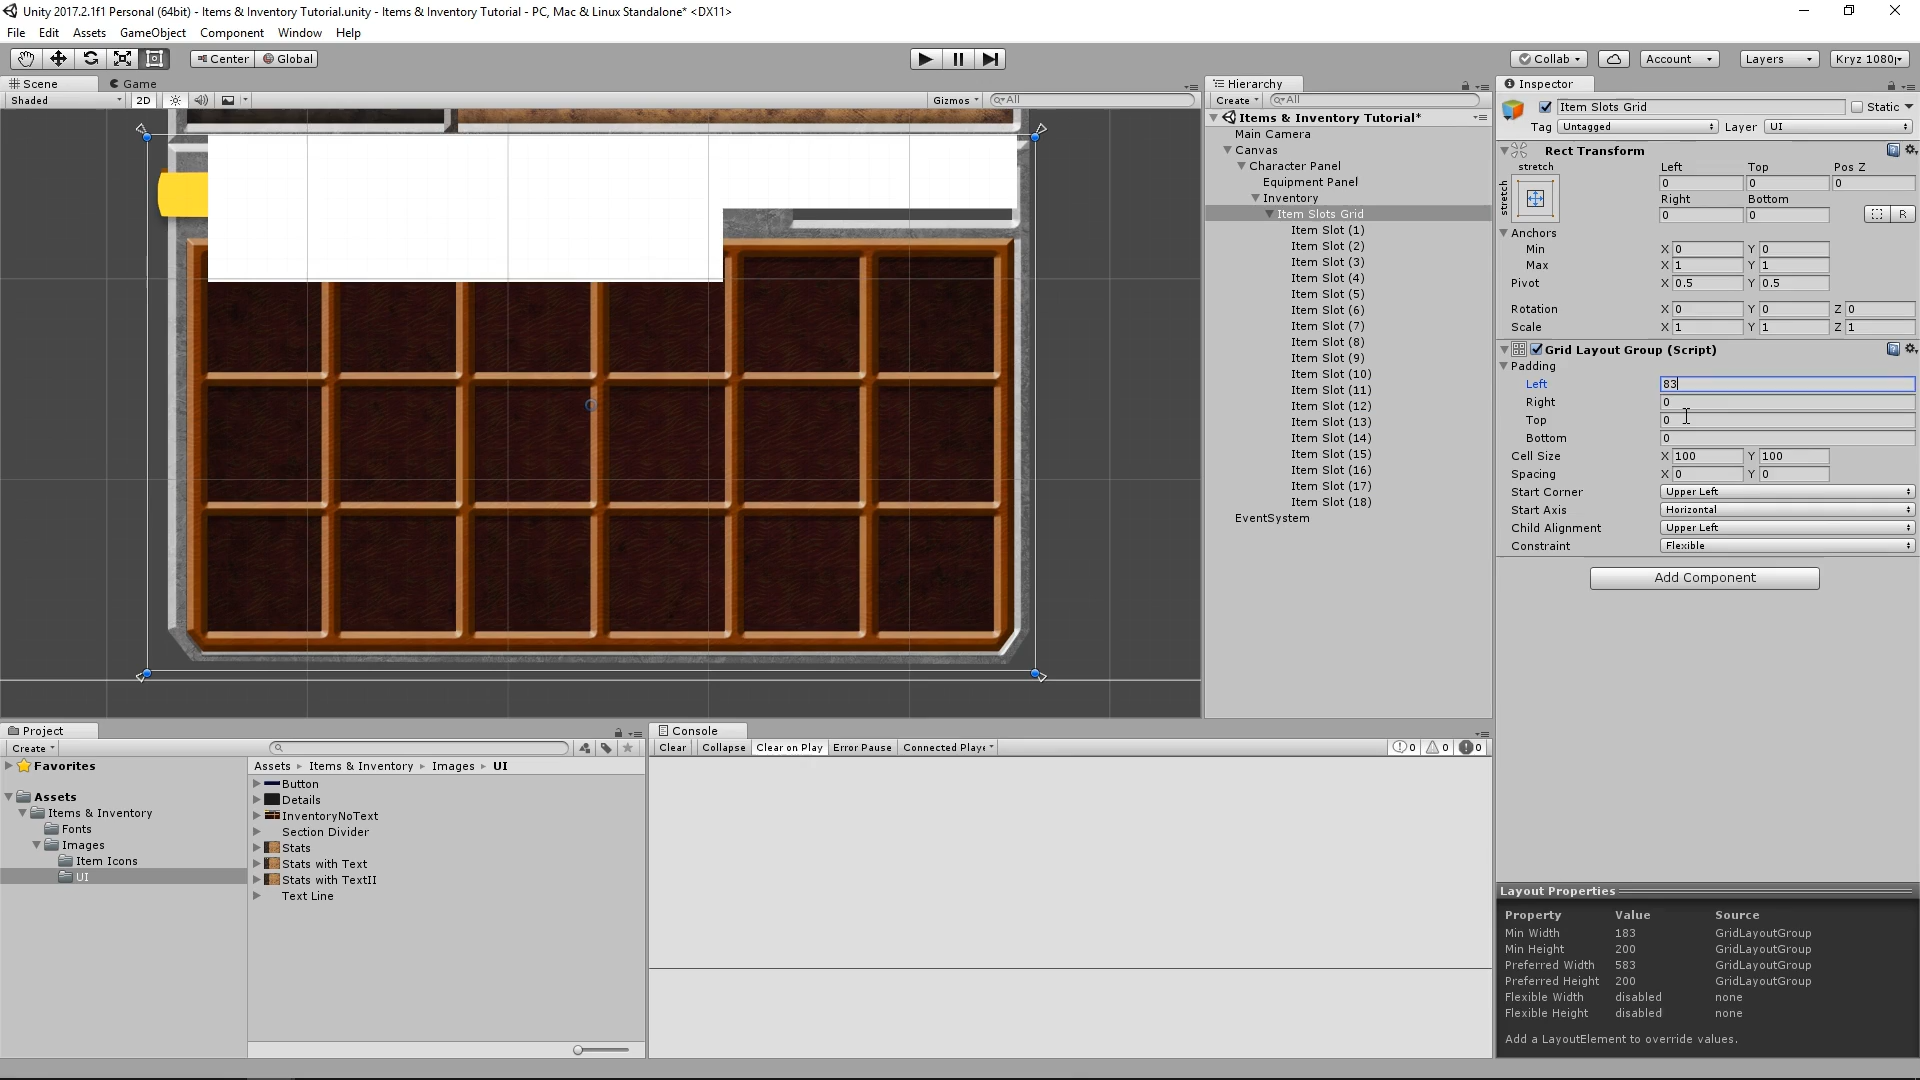 Unity 2017.2.1f1 Personal (64bit) - Items & Inventory Tutorial.unity - Items & Inventory Tutorial - PC, Mac & Linux Standalone* <DX11>
File Edit Assets GameObject Component Window Help
Center Global Collab Account Layers Kryz 1080p
Scene Game
Shaded 2D Gizmos All
Hierarchy
Create All
Items & Inventory Tutorial*
Main Camera
Canvas
Character Panel
Equipment Panel
Inventory
Item Slots Grid
Item Slot (1)
Item Slot (2)
Item Slot (3)
Item Slot (4)
Item Slot (5)
Item Slot (6)
Item Slot (7)
Item Slot (8)
Item Slot (9)
Item Slot (10)
Item Slot (11)
Item Slot (12)
Item Slot (13)
Item Slot (14)
Item Slot (15)
Item Slot (16)
Item Slot (17)
Item Slot (18)
EventSystem
Inspector
Item Slots Grid Static
Tag Untagged Layer UI
Rect Transform
stretch Left Top Pos Z
stretch 0 0 0
Right Bottom
0 0 R
Anchors
Min X 0 Y 0
Max X 1 Y 1
Pivot X 0.5 Y 0.5
Rotation X 0 Y 0 Z 0
Scale X 1 Y 1 Z 1
Grid Layout Group (Script)
Padding
Left 83
Right 0
Top 0
Bottom 0
Cell Size X 100 Y 100
Spacing X 0 Y 0
Start Corner Upper Left
Start Axis Horizontal
Child Alignment Upper Left
Constraint Flexible
Add Component
Layout Properties
Property Value Source
Min Width 183 GridLayoutGroup
Min Height 200 GridLayoutGroup
Preferred Width 583 GridLayoutGroup
Preferred Height 200 GridLayoutGroup
Flexible Width disabled none
Flexible Height disabled none
Add a LayoutElement to override values.
Project
Create
Favorites
Assets
Items & Inventory
Fonts
Images
Item Icons
UI
Assets Items & Inventory Images UI
Button
Details
InventoryNoText
Section Divider
Stats
Stats with Text
Stats with TextII
Text Line
Console
Clear Collapse Clear on Play Error Pause Connected Playe 0 0 0